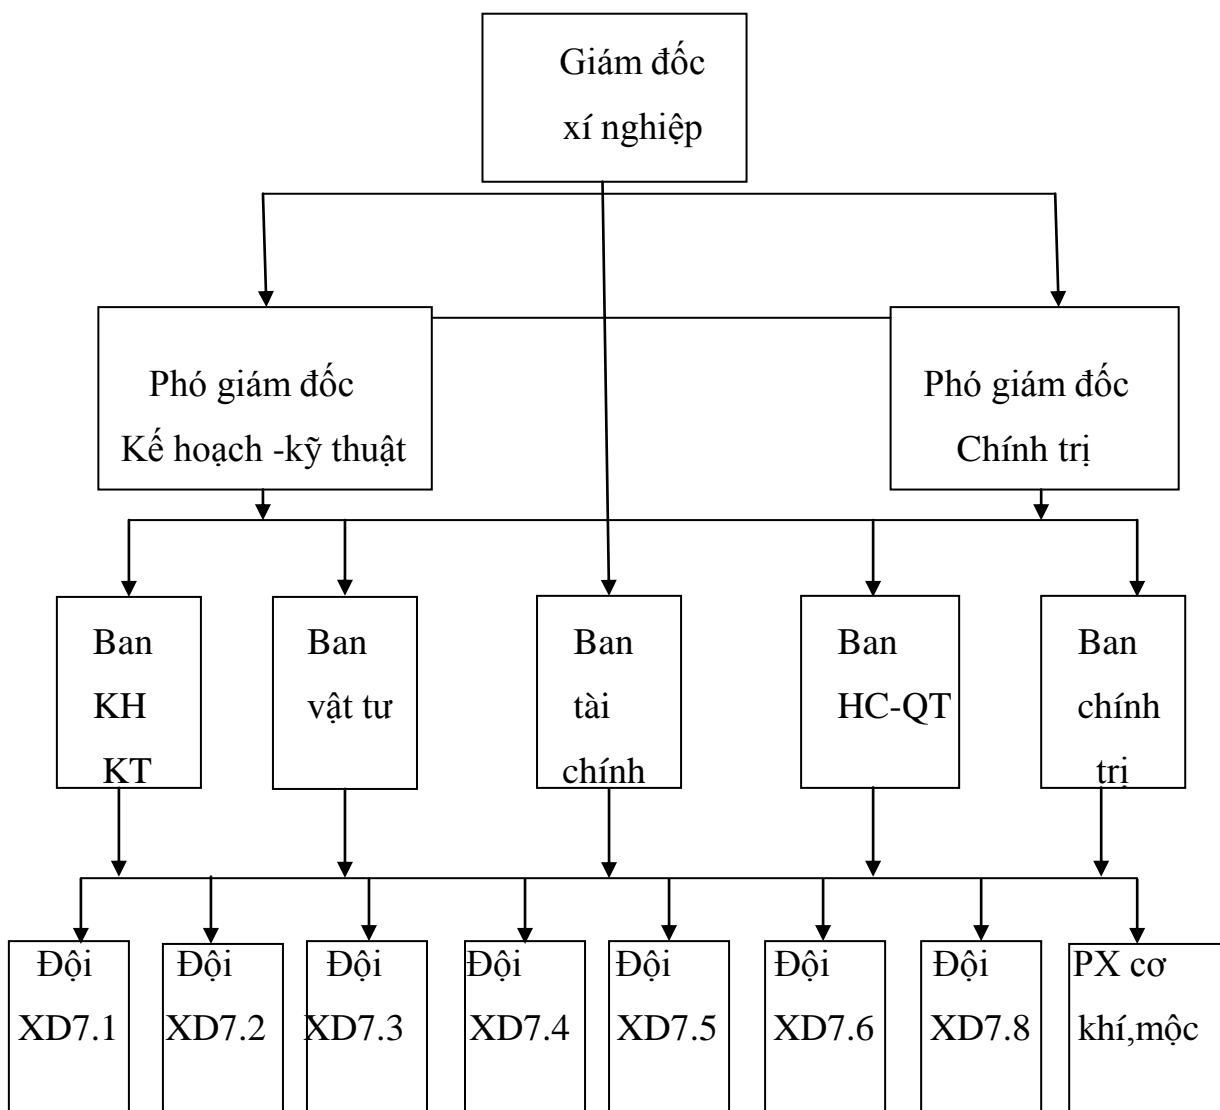 Giám đốc
xí nghiệp
Phó giám đốc
Kế hoạch -kỹ thuật
Phó giám đốc
Chính trị
Ban
KH
KT
Ban
vật tư
Ban
tài
chính
Ban
HC-QT
Ban
chính
trị
Đội
XD7.1
Đội
XD7.2
Đội
XD7.3
Đội
XD7.4
Đội
XD7.5
Đội
XD7.6
Đội
XD7.8
PX cơ
khí,mộc